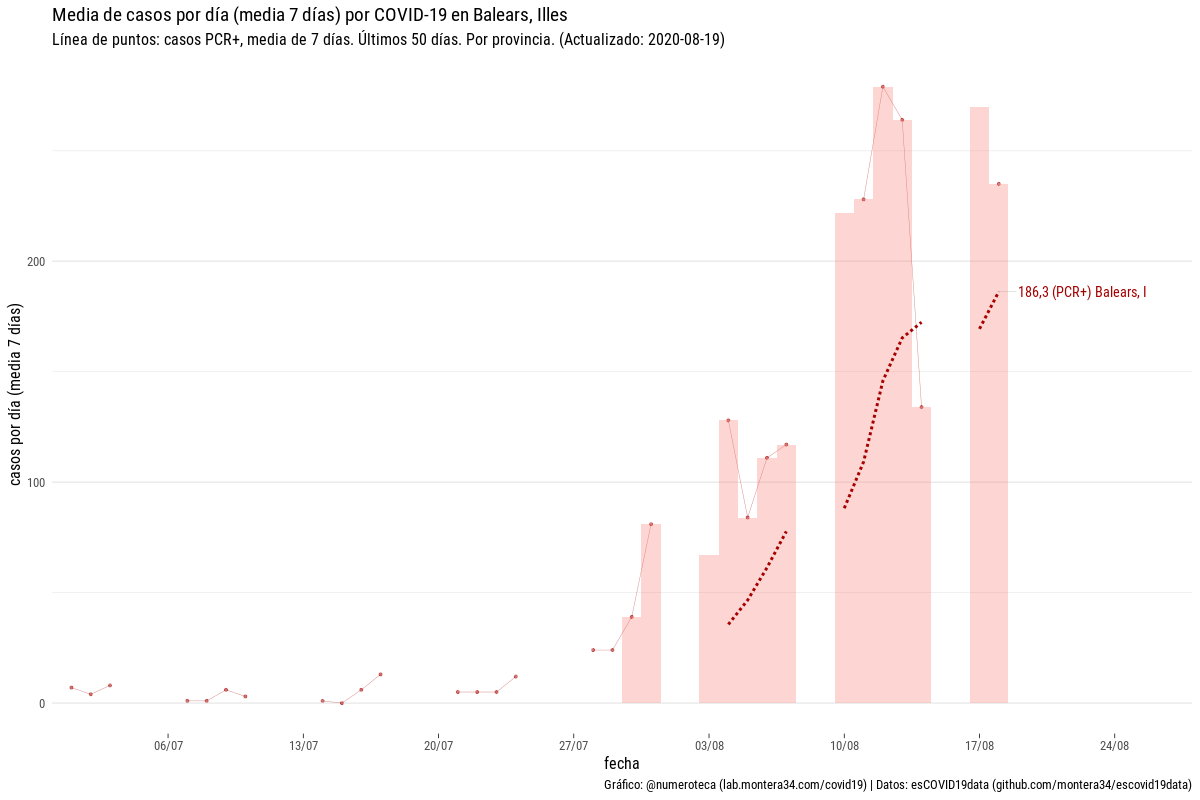 Media de casos por día (media 7 días) por COVID-19 en Balears, Illes
Línea de puntos: casos PCR+, media de 7 días. Últimos 50 días. Por provincia. (Actualizado: 2020-08-19)
casos por día (media 7 días)
200
100
0
186,3 (PCR+) Balears, I
06/07 13/07 20/07 27/07 03/08 10/08 17/08 24/08
fecha
Gráfico: @numeroteca (lab.montera34.com/covid19) | Datos: esCOVID19data (github.com/montera34/escovid19data)